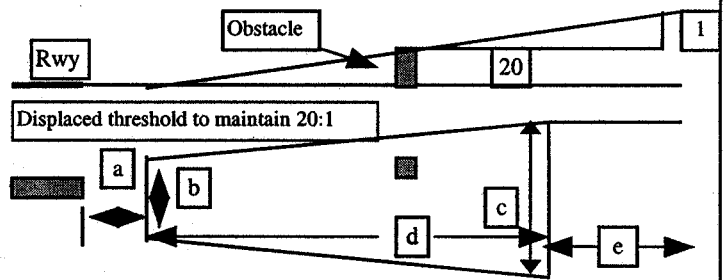 Obstacle
1
Rwy
20
Displaced threshold to maintain 20:1
a
b
c
d
e